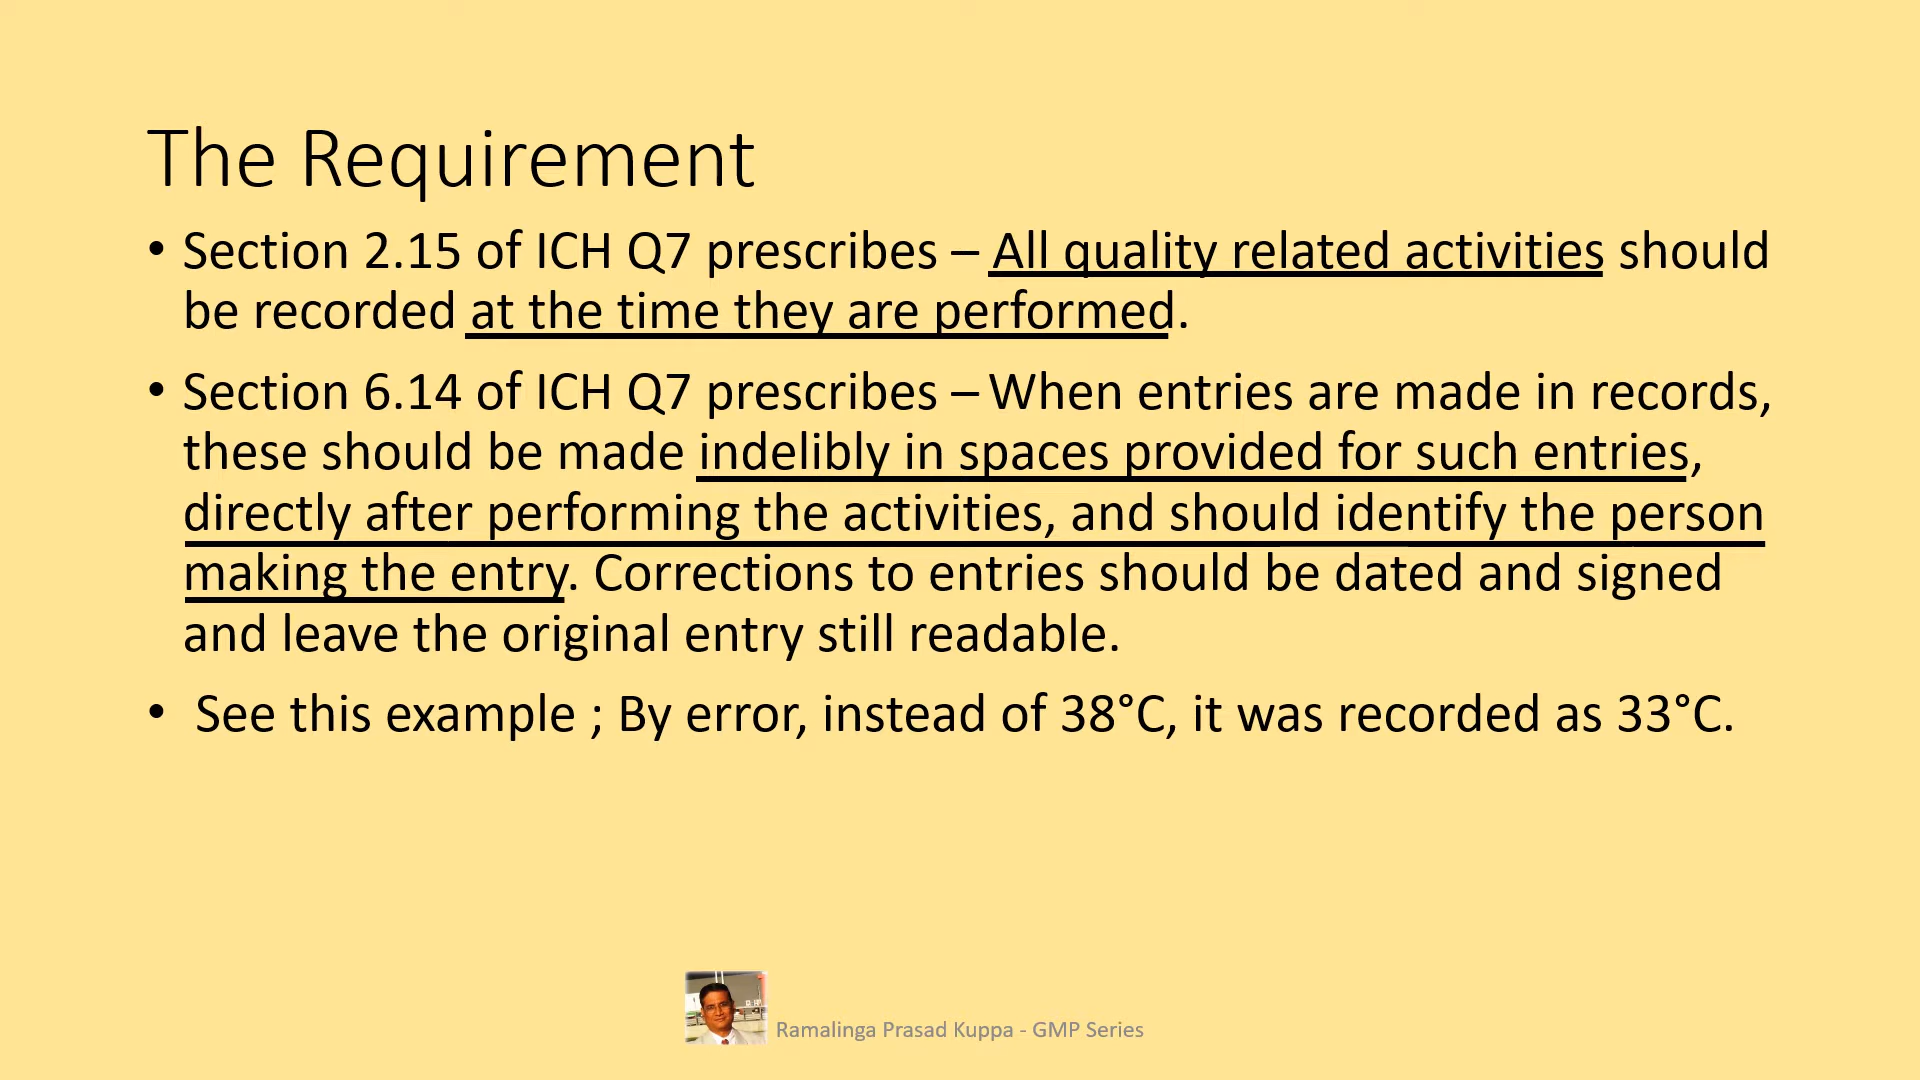 The Requirement
• Section 2.15 of ICH Q7 prescribes – All quality related activities should
be recorded at the time they are performed.
• Section 6.14 of ICH Q7 prescribes – When entries are made in records,
these should be made indelibly in spaces provided for such entries,
directly after performing the activities, and should identify the person
making the entry. Corrections to entries should be dated and signed
and leave the original entry still readable.
• See this example ; By error, instead of 38°C, it was recorded as 33°C.
Ramalinga Prasad Kuppa - GMP Series